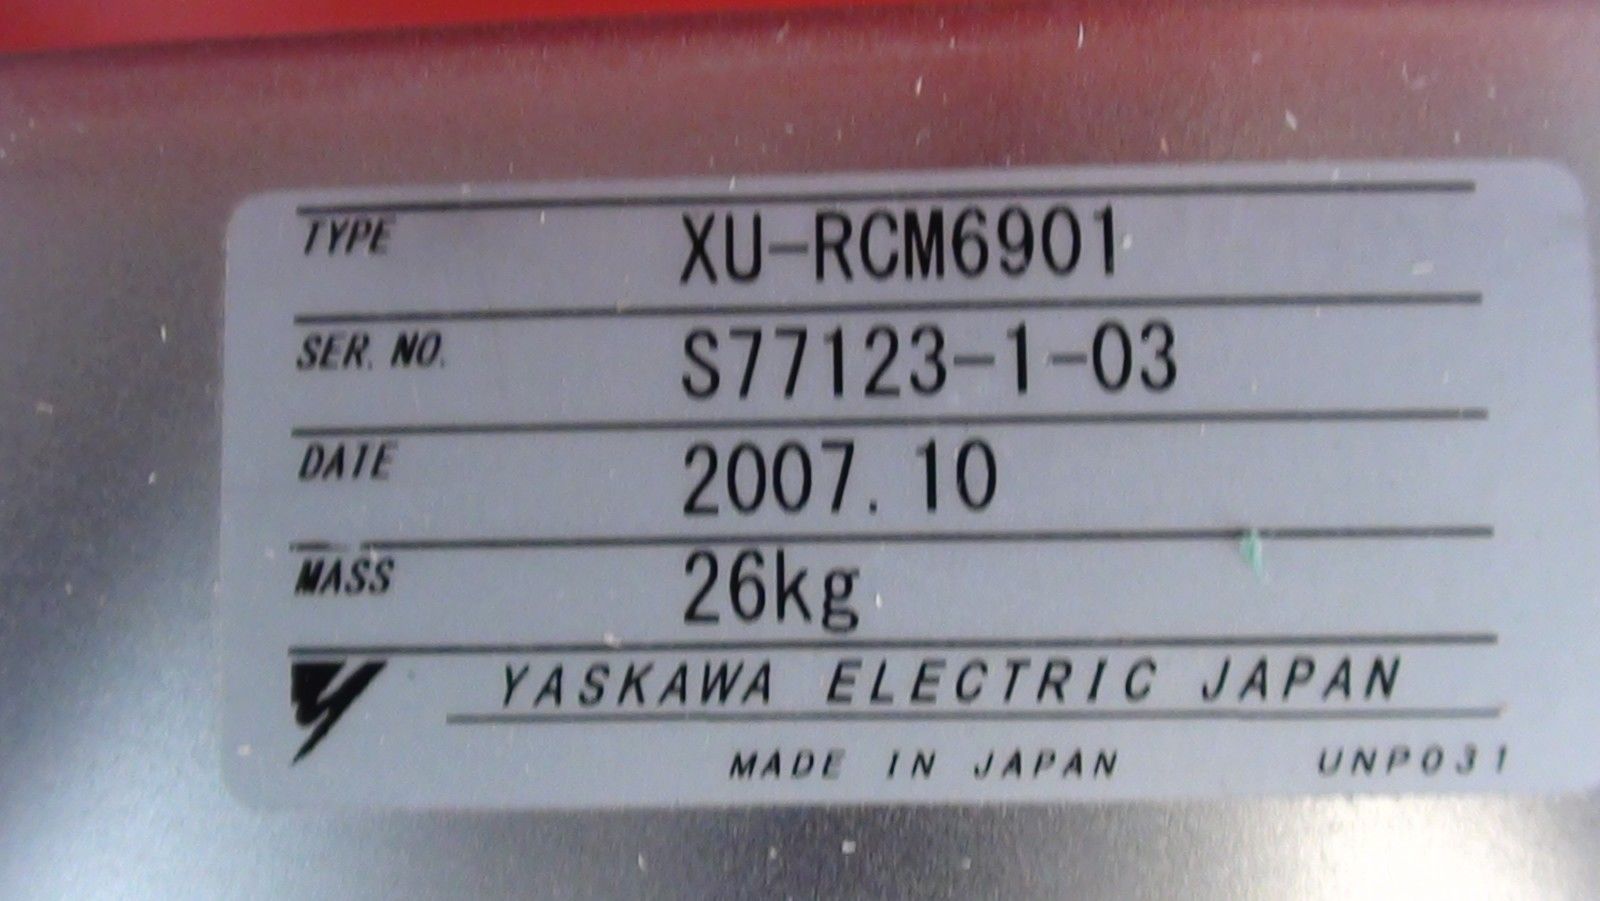 TYPE XU-RCM6901
SER. NO. S77123-1-03
DATE 2007.10
MASS 26kg
YASKAWA ELECTRIC JAPAN
MADE IN JAPAN UNP031